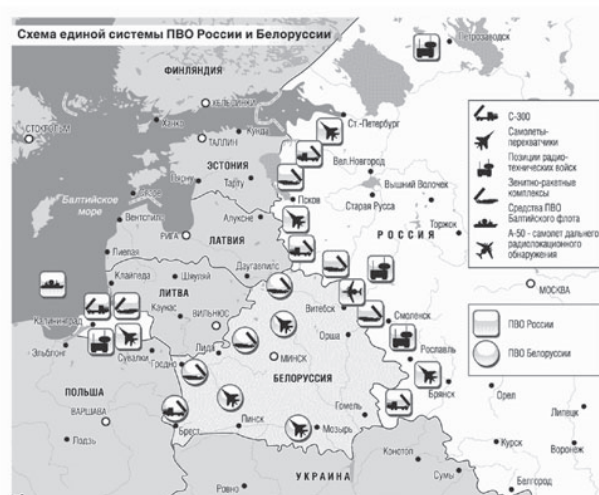 Схема единой системы ПВО России и Белоруссии
Петрозаводск
ФИНЛЯНДИЯ
ХЕЛЬСИНКИ
СТОКГОЛЬМ
Ханко
Ст.-Петербург
С-300
Самолеты-
перехватчики
Позиции радио-
технических войск
Зенитно-ракетные
комплексы
Средства ПВО
Балтийского флота
А-50 - самолет дальнего
радиолокационного
обнаружения
ТАЛЛИН
Кунда
ЭСТОНИЯ
Вел.Новгород
Вышний Волочек
Тарту
Псков
Старая Русса
Балтийское
море
Вентспилс
Алуксне
Торжок
РОССИЯ
РИГА
ЛАТВИЯ
Лиепая
Даугавпилс
МОСКВА
Клайпеда
Шяуляй
ЛИТВА
Витебск
Каунас
ВИЛЬНЮС
Смоленск
ПВО России
Калининград
Орша
Рославль
ПВО Белоруссии
Эльблонг
Сувалки
Лида
МИНСК
Гродно
БЕЛОРУССИЯ
Брянск
ПОЛЬША
Орел
Липецк
ВАРШАВА
Гомель
Пинск
Мозырь
Брест
Лодзь
Курск
Воронеж
Конотоп
УКРАИНА
Сумы
Ровно
Белгород